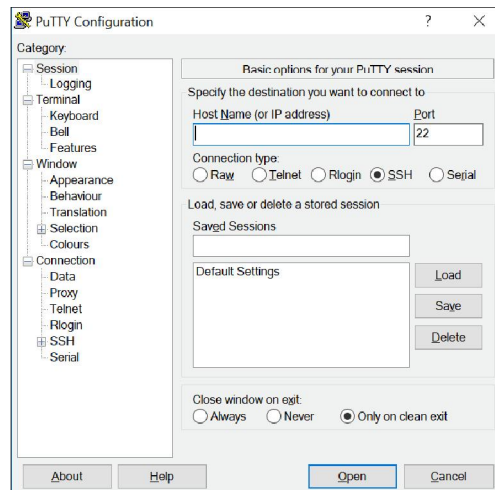 PuTTY Configuration
? ×
Category:
Session
Logging
Terminal
Keyboard
Bell
Features
Window
Appearance
Behaviour
Translation
Selection
Colours
Connection
Data
Proxy
Telnet
Rlogin
SSH
Serial
Basic options for your PuTTY session
Specify the destination you want to connect to
Host Name (or IP address) Port
22
Connection type:
Raw Telnet Rlogin SSH Serial
Load, save or delete a stored session
Saved Sessions
Default Settings
Load
Save
Delete
Close window on exit:
Always Never Only on clean exit
About Help Open Cancel